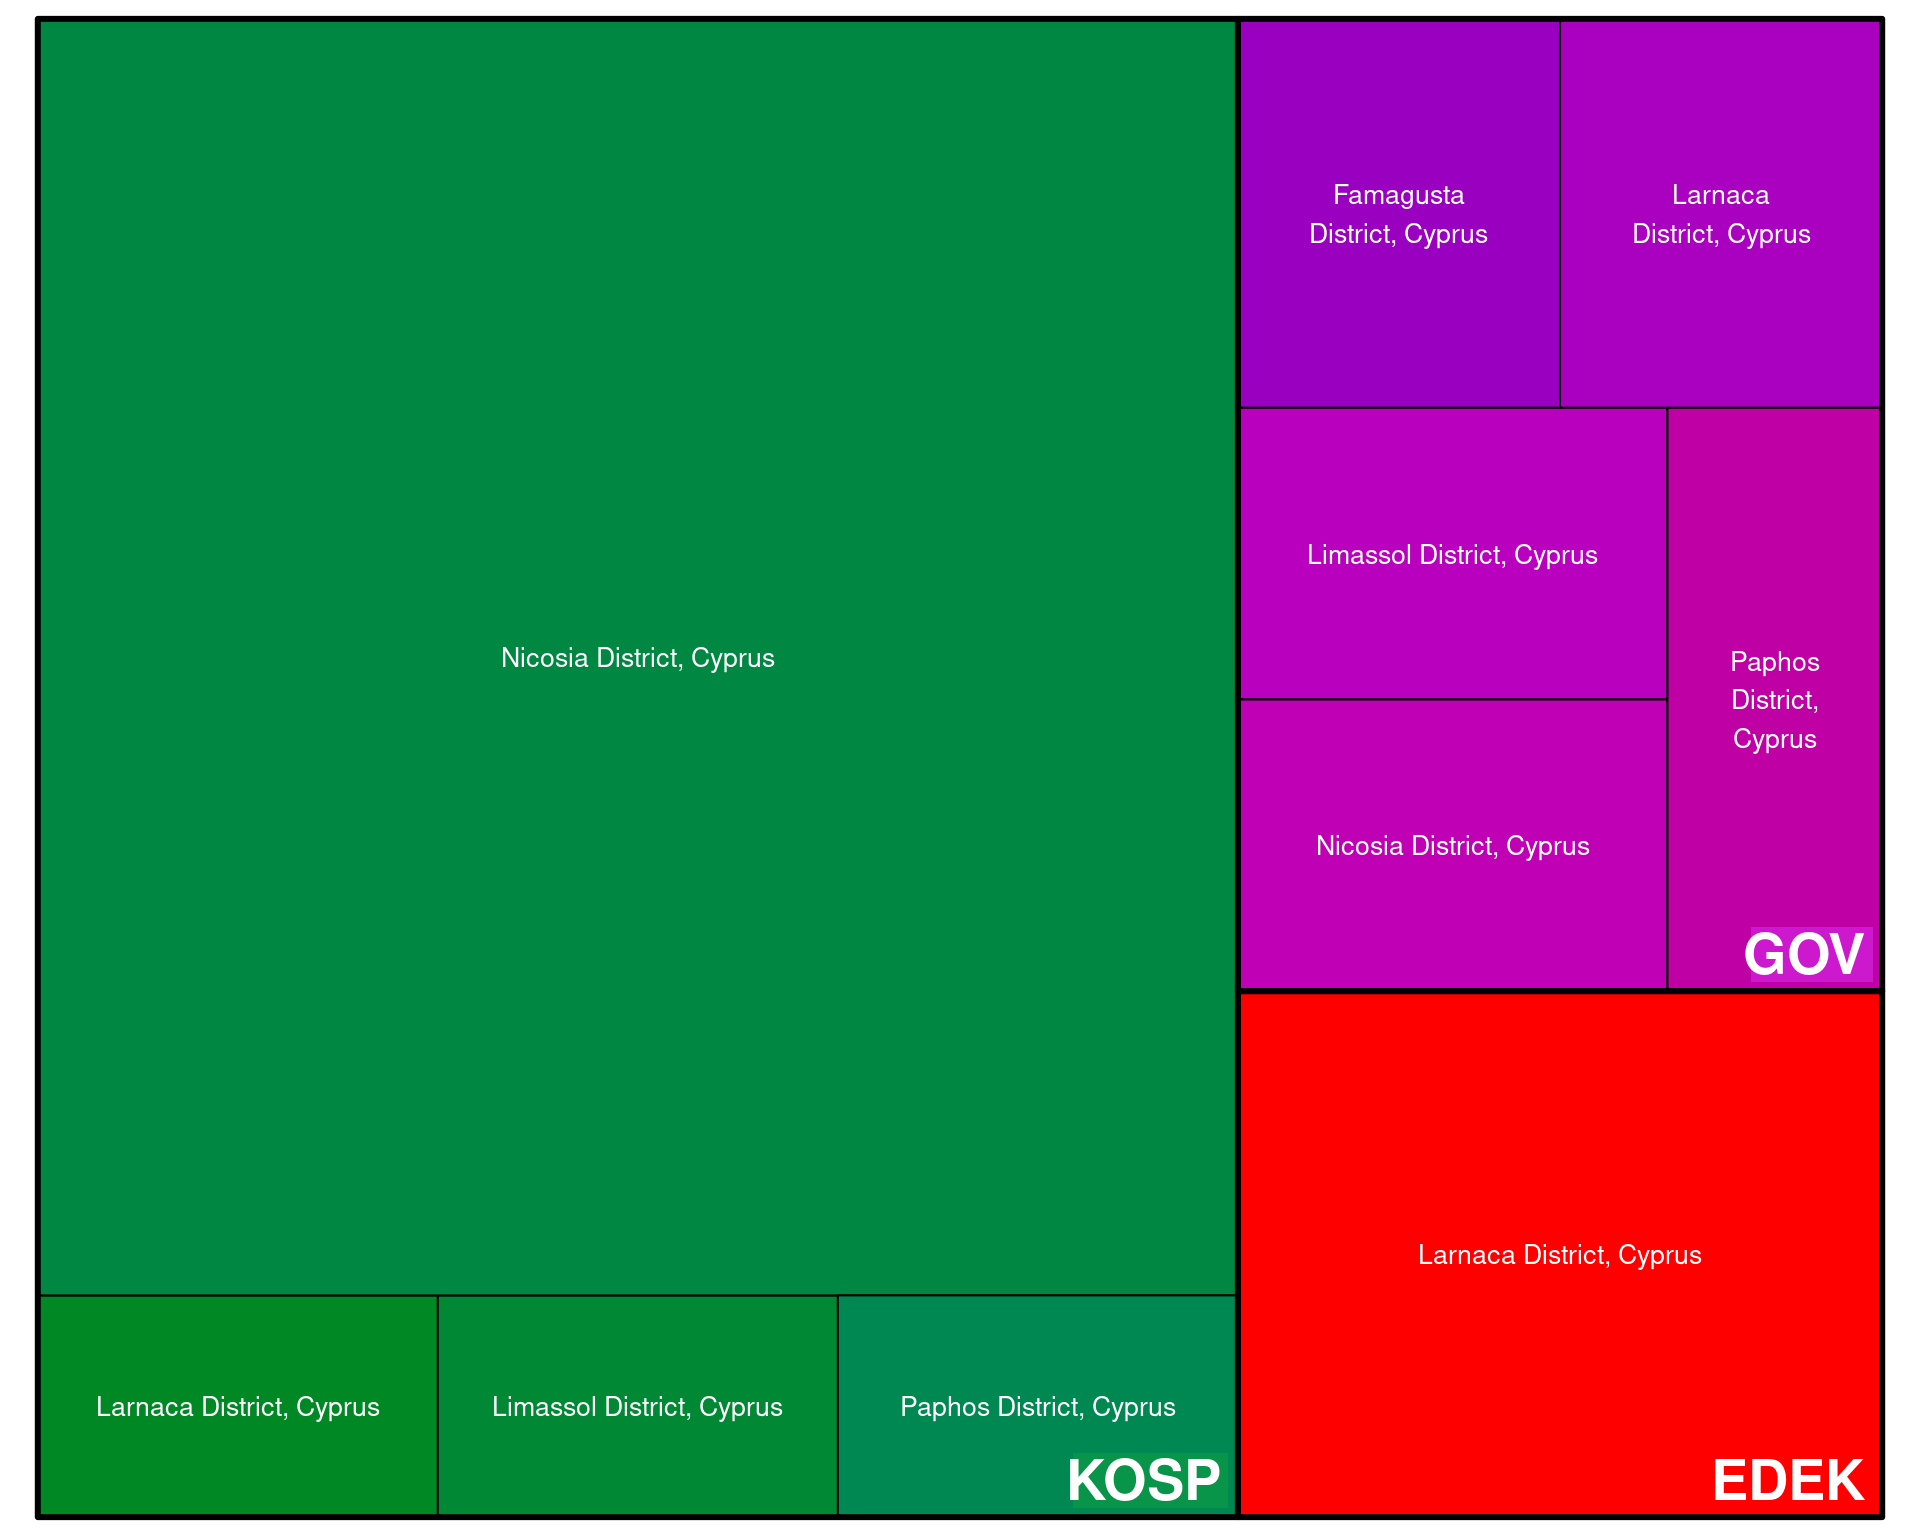 Nicosia District, Cyprus
Larnaca District, Cyprus
Limassol District, Cyprus
Paphos District, Cyprus
KOSP
Famagusta
District, Cyprus
Larnaca
District, Cyprus
Limassol District, Cyprus
Nicosia District, Cyprus
Paphos
District,
Cyprus
GOV
Larnaca District, Cyprus
EDEK